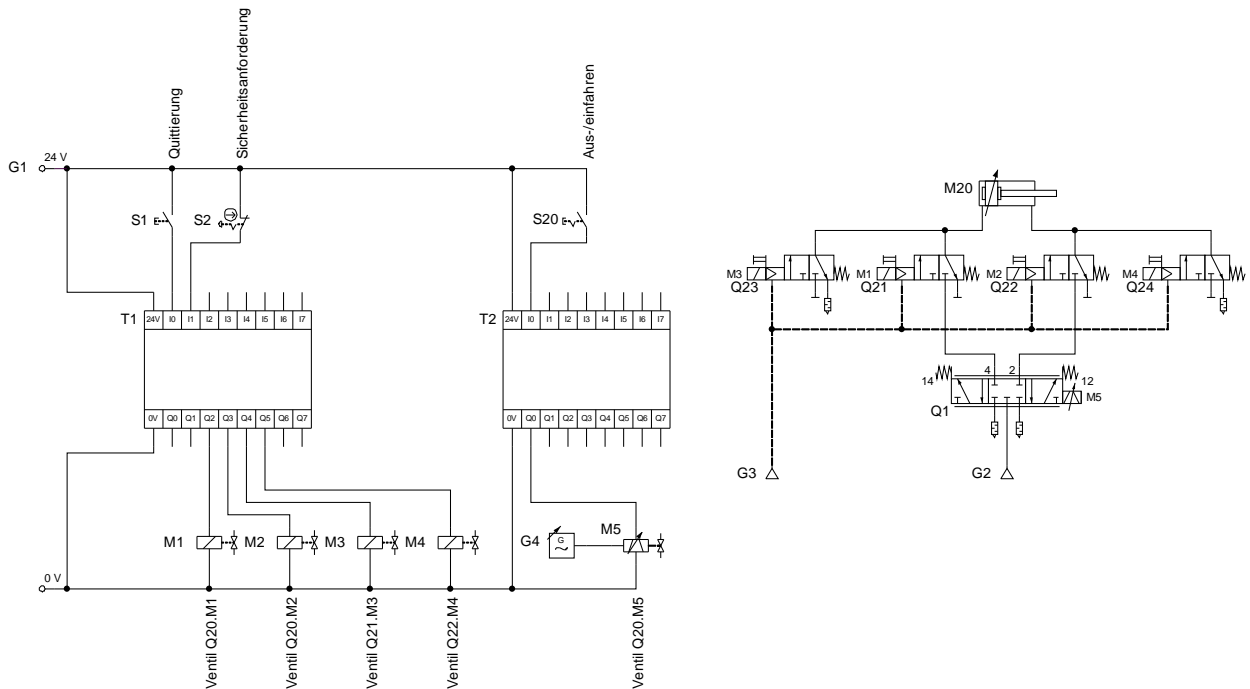 Quittierung
Sicherheitsanforderung
Aus-/einfahren
G1
24 V
S1
S2
S20
T1
24V I0 I1 I2 I3 I4 I5 I6 I7
0V Q0 Q1 Q2 Q3 Q4 Q5 Q6 Q7
T2
24V I0 I1 I2 I3 I4 I5 I6 I7
0V Q0 Q1 Q2 Q3 Q4 Q5 Q6 Q7
M1
M2
M3
M4
G4
G
~
M5
0 V
Ventil Q20.M1
Ventil Q20.M2
Ventil Q21.M3
Ventil Q22.M4
Ventil Q20.M5
M20
M3
Q23
M1
Q21
M2
Q22
M4
Q24
4
2
14
12
M5
Q1
G3
G2